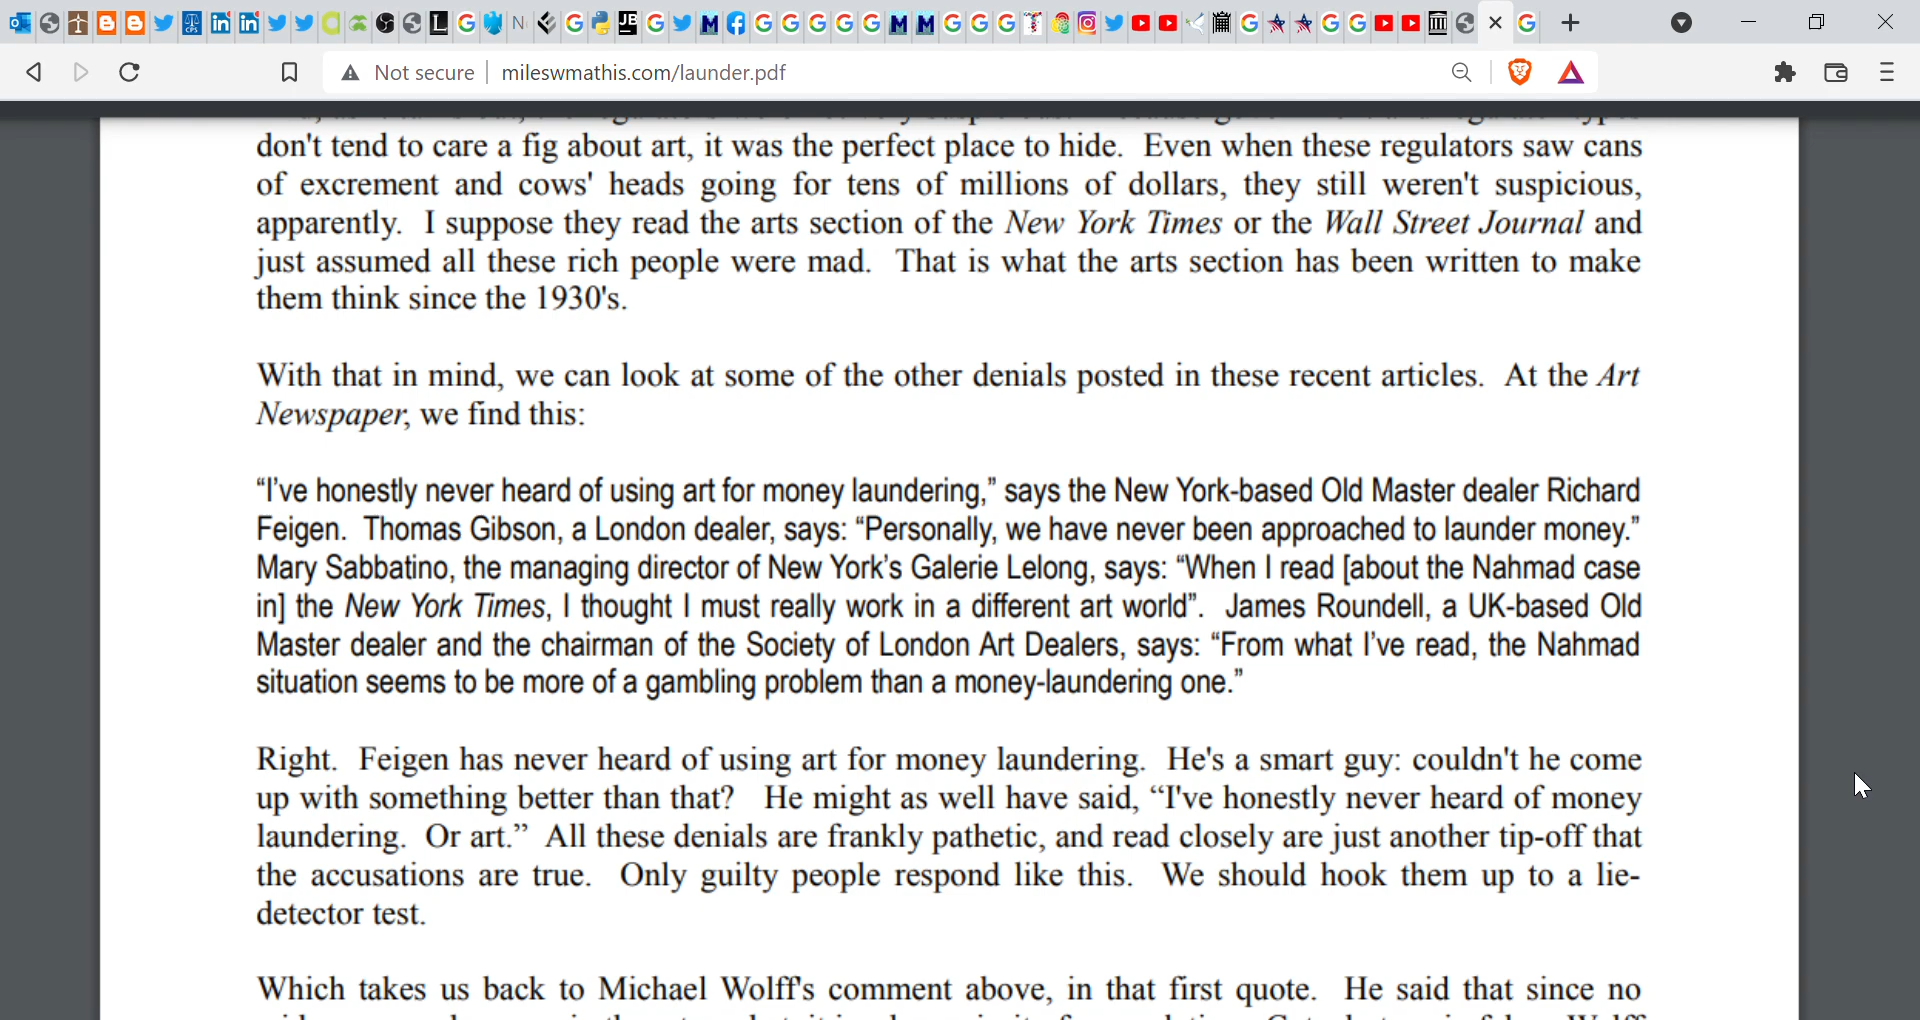 Not secure mileswmathis.com/launder.pdf
don't tend to care a fig about art, it was the perfect place to hide. Even when these regulators saw cans
of excrement and cows' heads going for tens of millions of dollars, they still weren't suspicious,
apparently. I suppose they read the arts section of the New York Times or the Wall Street Journal and
just assumed all these rich people were mad. That is what the arts section has been written to make
them think since the 1930's.
With that in mind, we can look at some of the other denials posted in these recent articles. At the Art
Newspaper, we find this:
“I’ve honestly never heard of using art for money laundering,” says the New York-based Old Master dealer Richard
Feigen. Thomas Gibson, a London dealer, says: “Personally, we have never been approached to launder money.”
Mary Sabbatino, the managing director of New York’s Galerie Lelong, says: “When I read [about the Nahmad case
in] the New York Times, I thought I must really work in a different art world”. James Roundell, a UK-based Old
Master dealer and the chairman of the Society of London Art Dealers, says: “From what I’ve read, the Nahmad
situation seems to be more of a gambling problem than a money-laundering one.”
Right. Feigen has never heard of using art for money laundering. He's a smart guy: couldn't he come
up with something better than that? He might as well have said, “I've honestly never heard of money
laundering. Or art.” All these denials are frankly pathetic, and read closely are just another tip-off that
the accusations are true. Only guilty people respond like this. We should hook them up to a lie-
detector test.
Which takes us back to Michael Wolff's comment above, in that first quote. He said that since no